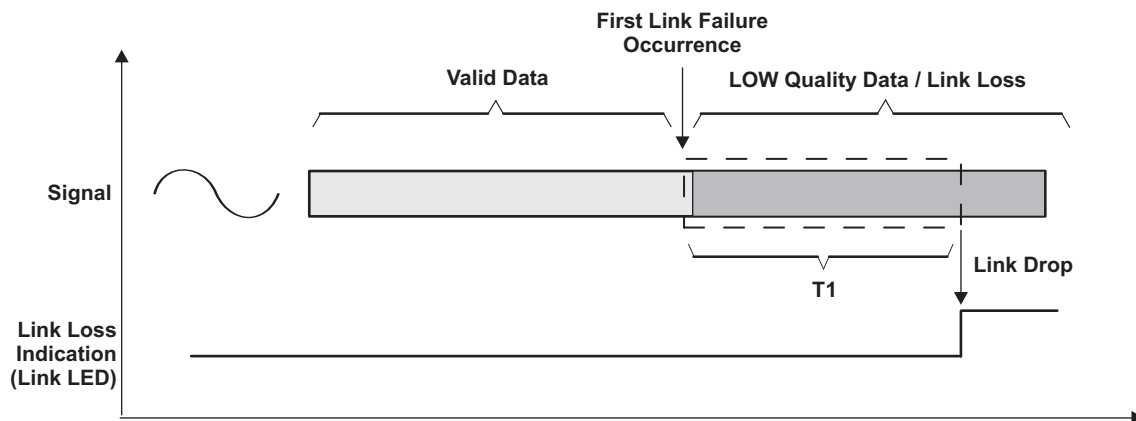 First Link Failure
Occurrence
Valid Data
LOW Quality Data / Link Loss
Signal
T1
Link Drop
Link Loss
Indication
(Link LED)